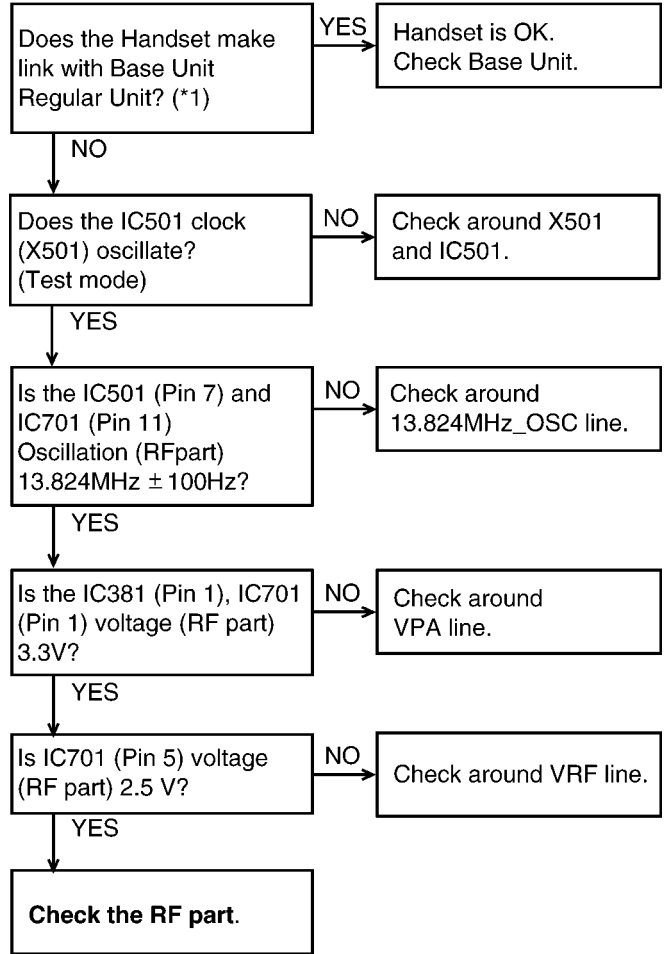 Does the Handset make
link with Base Unit
Regular Unit? (*1)
YES
Handset is OK.
Check Base Unit.
NO
Does the IC501 clock
(X501) oscillate?
(Test mode)
NO
Check around X501
and IC501.
YES
Is the IC501 (Pin 7) and
IC701 (Pin 11)
Oscillation (RFpart)
13.824MHz ± 100Hz?
NO
Check around
13.824MHz_OSC line.
YES
Is the IC381 (Pin 1), IC701
(Pin 1) voltage (RF part)
3.3V?
NO
Check around
VPA line.
YES
Is IC701 (Pin 5) voltage
(RF part) 2.5 V?
NO
Check around VRF line.
YES
Check the RF part.